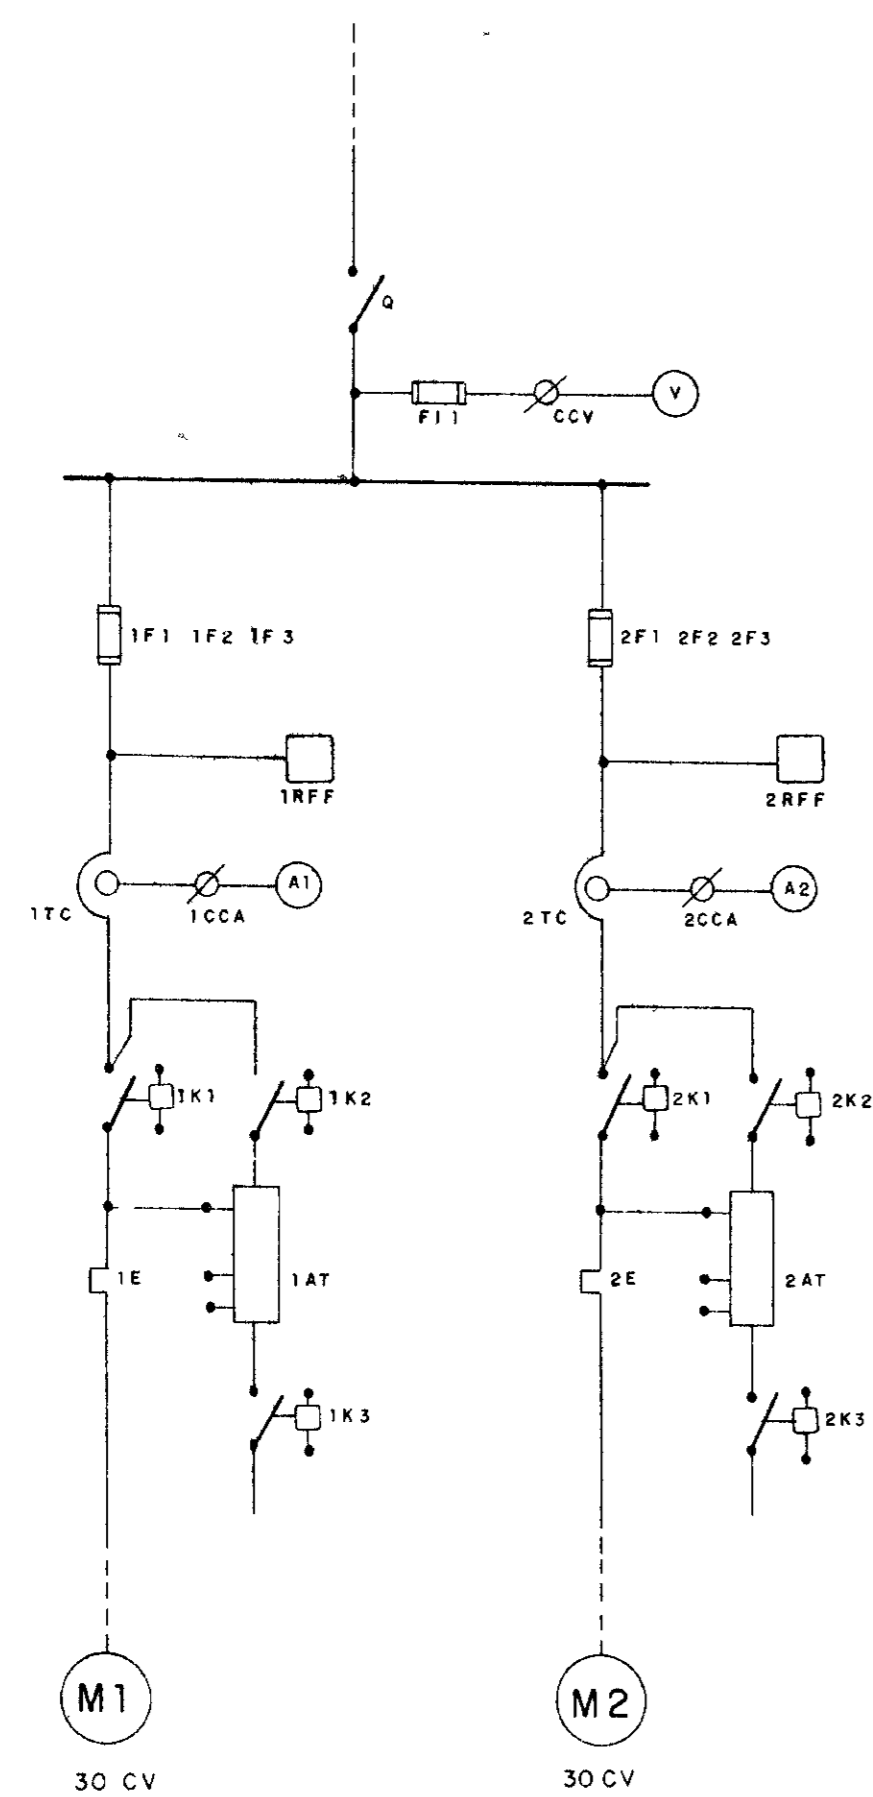 Q
V
FI1 CCV
1F1 1F2 1F3 2F1 2F2 2F3
1RFF 2RFF
A1 A2
1TC 1CCA 2TC 2CCA
1K1 1K2 2K1 2K2
1E 1AT 2E 2AT
1K3 2K3
M1 M2
30 CV 30 CV